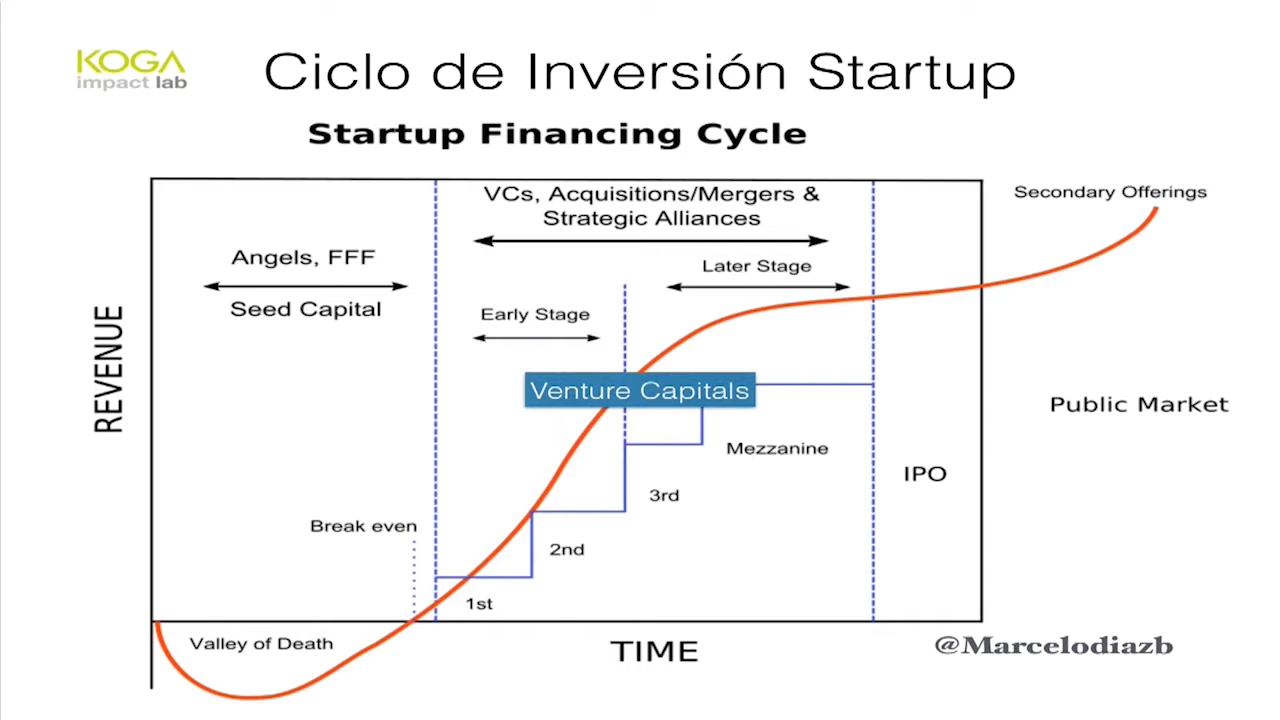 KOGA
impact lab
Ciclo de Inversión Startup
Startup Financing Cycle
VCs, Acquisitions/Mergers &
Strategic Alliances
Secondary Offerings
Angels, FFF
Seed Capital
Later Stage
Early Stage
REVENUE
Venture Capitals
Public Market
Mezzanine
IPO
3rd
Break even
2nd
1st
Valley of Death
TIME
@Marcelodiazb